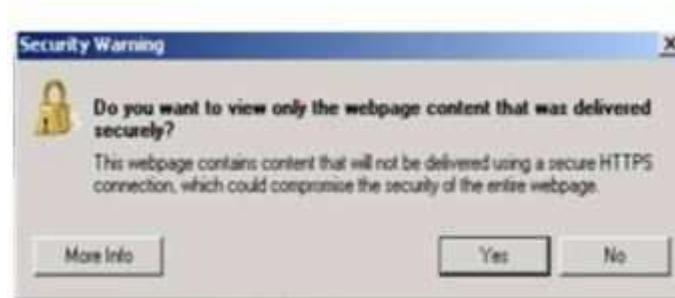 Security Warning
Do you want to view only the webpage content that was delivered
securely?
This webpage contains content that will not be delivered using a secure HTTPS
connection, which could compromise the security of the entire webpage.
More Info
Yes
No